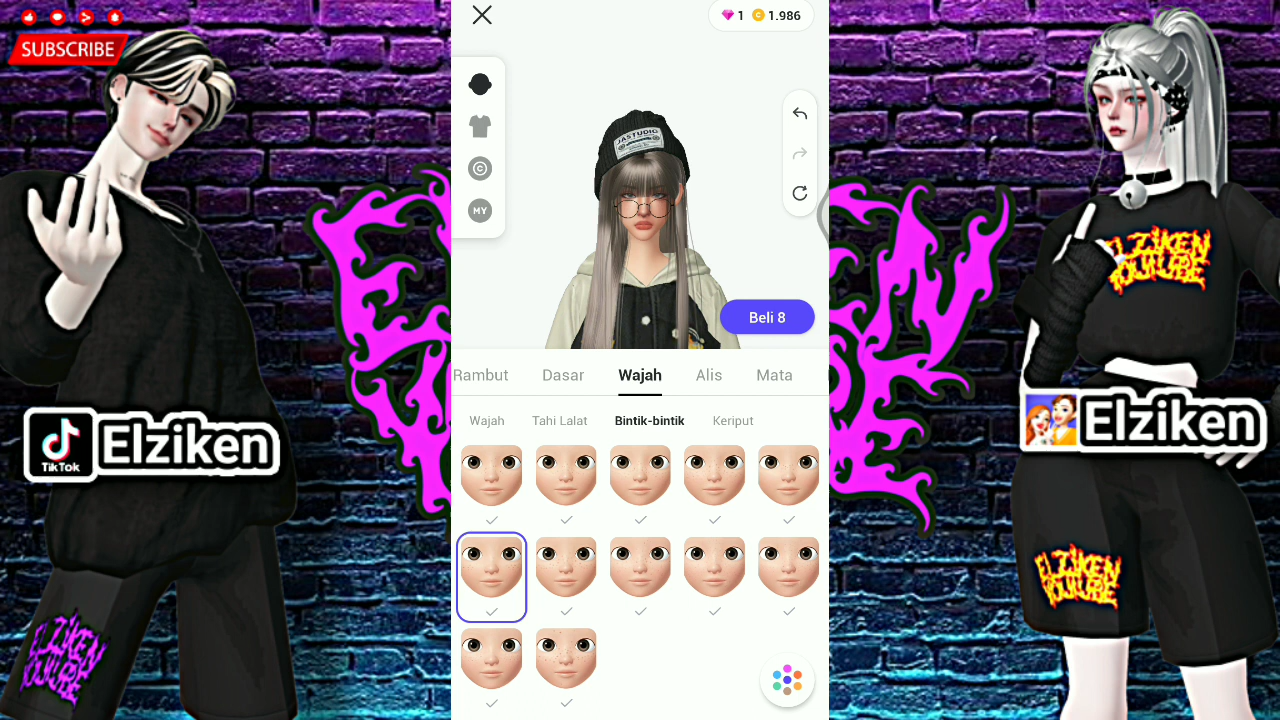 SUBSCRIBE
1 1.986
C
MY
JASTUDIO
Beli 8
Rambut Dasar Wajah Alis Mata
Wajah Tahi Lalat Bintik-bintik Keriput
TikTok
Elziken
Elziken
ELZIKEN
YOUTUBE
ELZIKEN
YOUTUBE
ELZIKEN
YOUTUBE